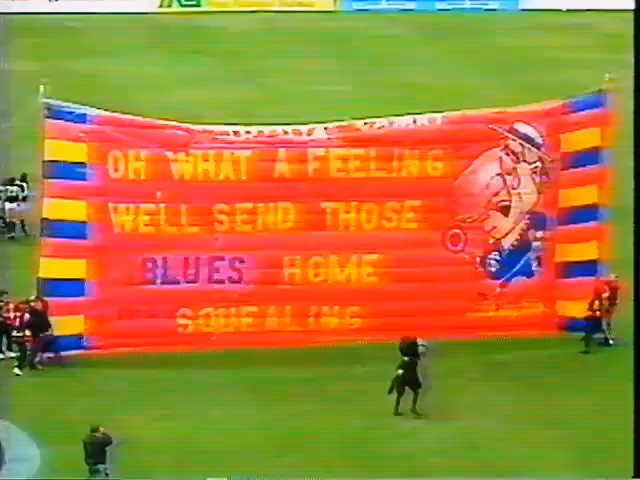 OH WHAT A FEELING
WE'LL SEND THOSE
BLUES HOME
SQUEALING